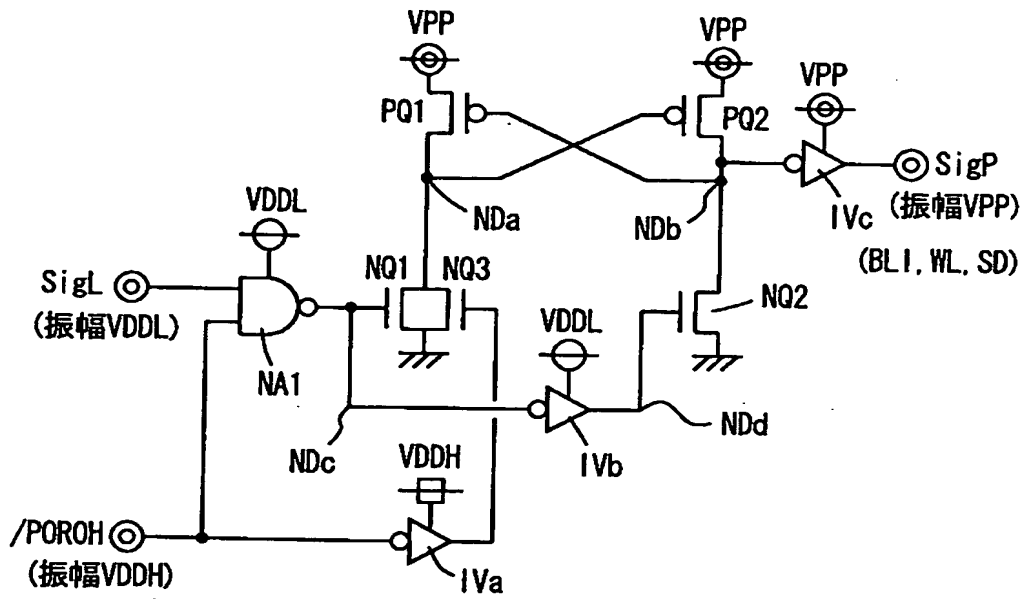 VPP
VPP
VPP
PQ1
PQ2
SigP
(振幅VPP)
(BLI, WL, SD)
IVc
NDa
NDb
VDDL
SigL
(振幅VDDL)
NA1
NQ1
NQ3
NQ2
VDDL
NDc
NDd
IVb
VDDH
/POROH
(振幅VDDH)
IVa